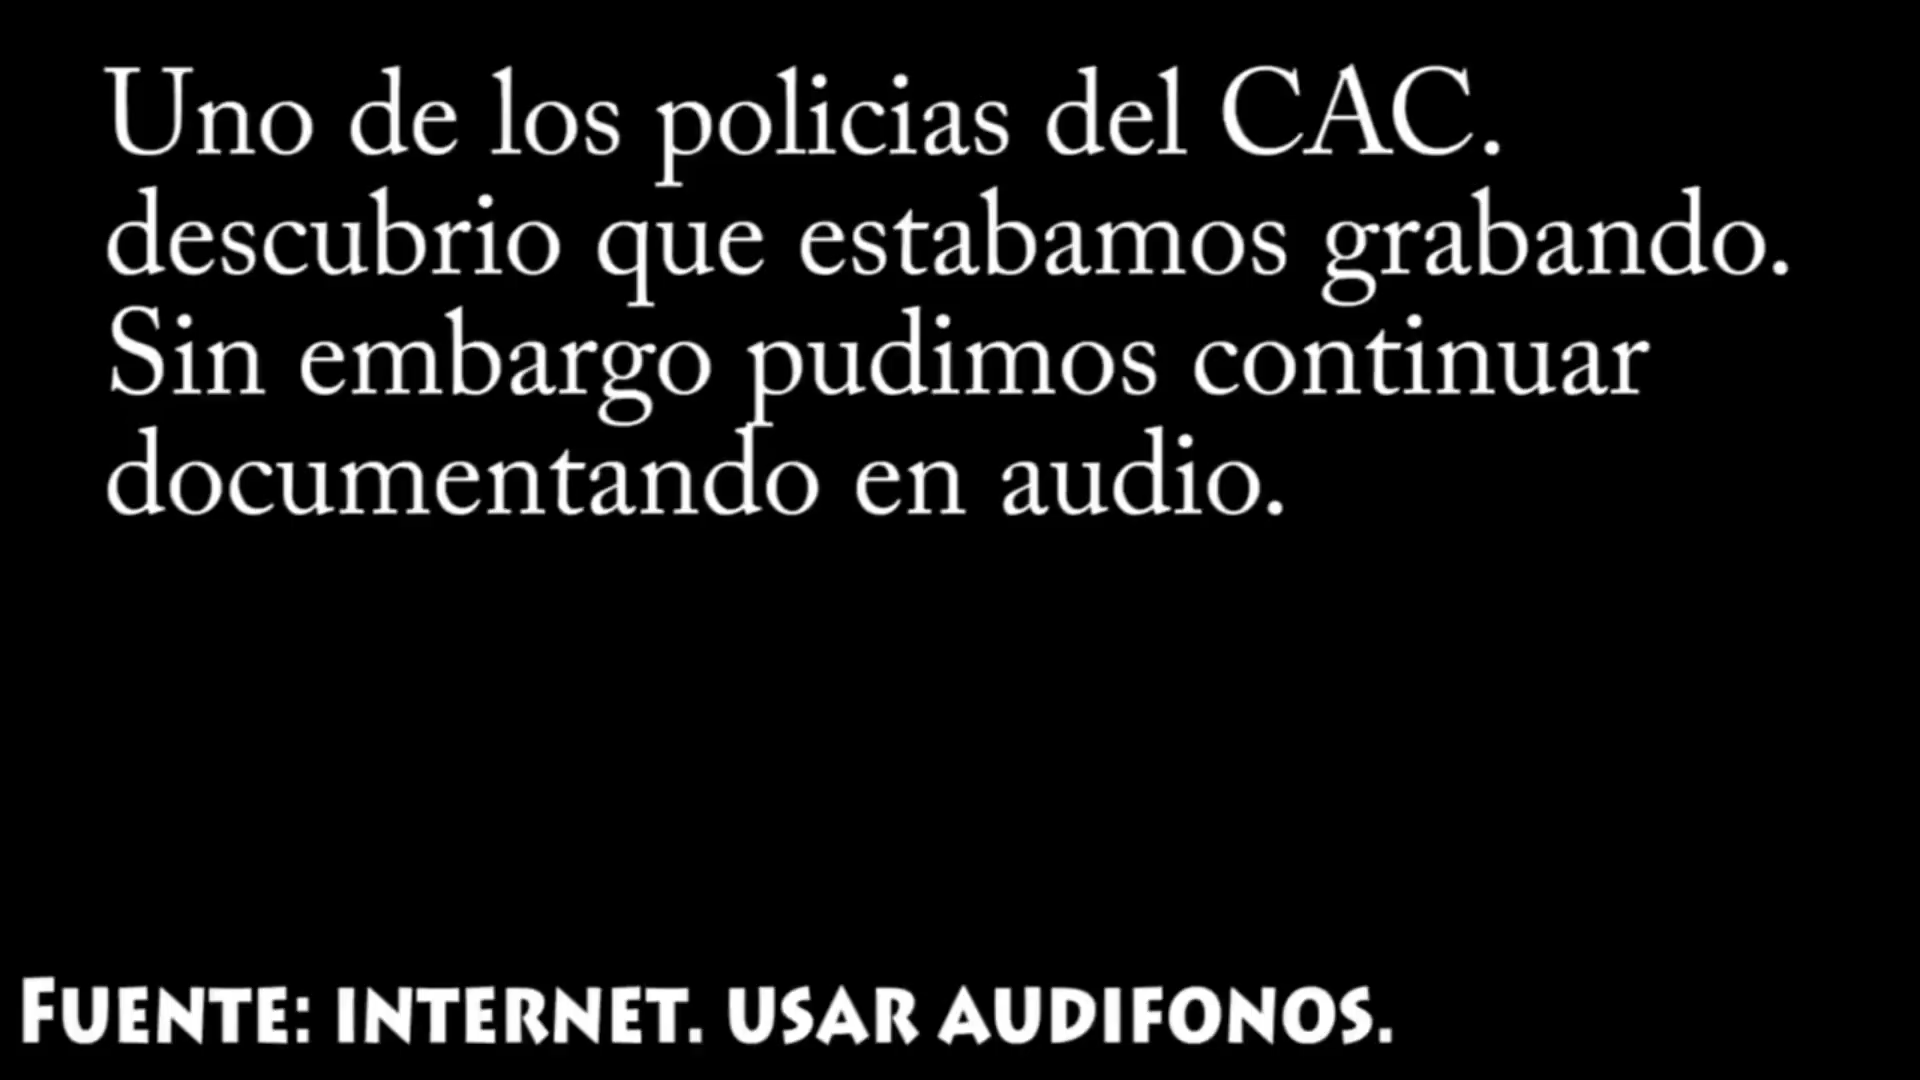 Uno de los policias del CAC.
descubrio que estabamos grabando.
Sin embargo pudimos continuar
documentando en audio.
FUENTE: INTERNET. USAR AUDIFONOS.